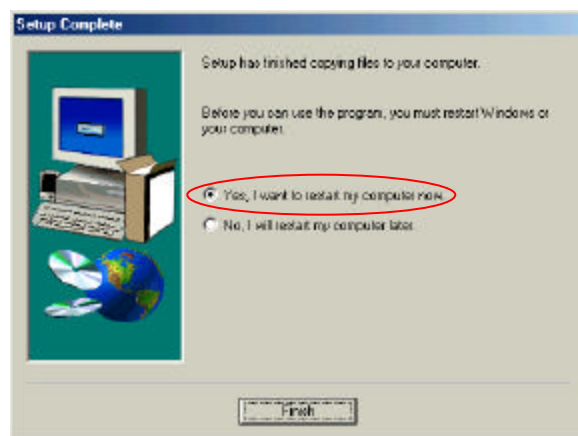 Setup Complete
Setup has finished copying files to your computer.
Before you can use the program, you must restart Windows or
your computer.
Yes, I want to restart my computer now.
No, I will restart my computer later.
Finish